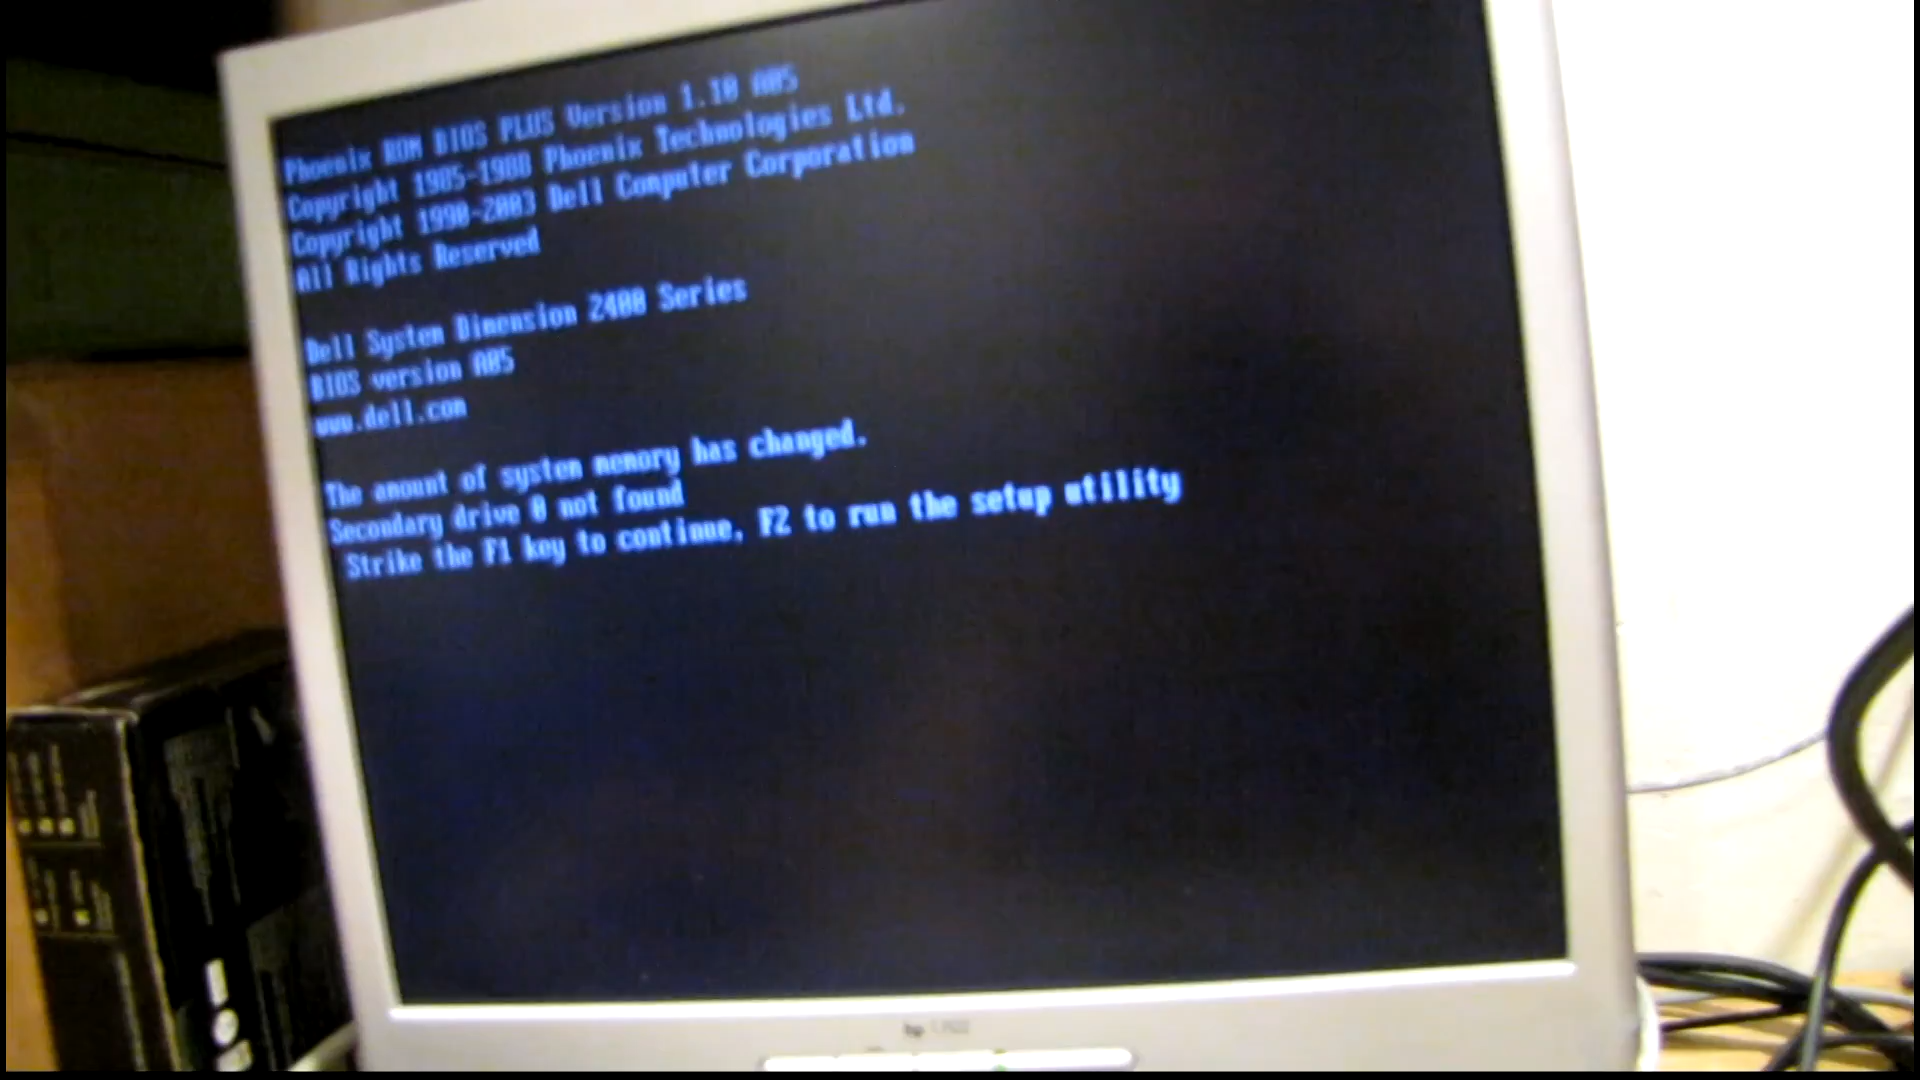 Phoenix ROM BIOS PLUS Version 1.10 A05
Copyright 1985-1988 Phoenix Technologies Ltd.
Copyright 1990-2003 Dell Computer Corporation
All Rights Reserved
Dell System Dimension 2400 Series
BIOS version A05
www.dell.com
The amount of system memory has changed.
Secondary drive 0 not found
Strike the F1 key to continue, F2 to run the setup utility
hp